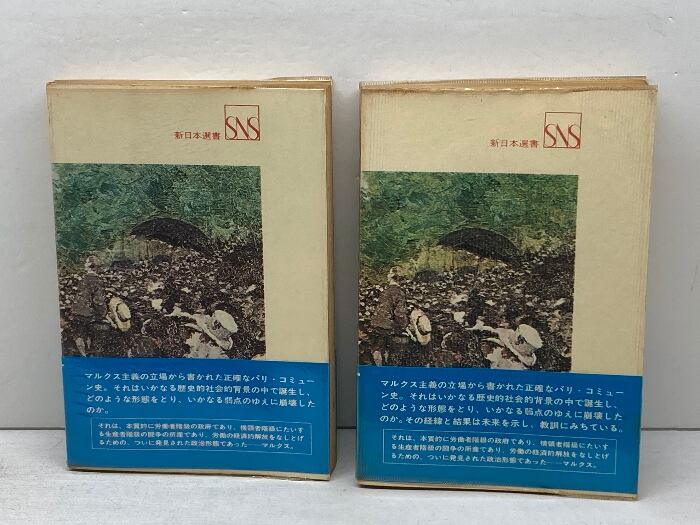 新日本選書
SNS
マルクス主義の立場から書かれた正確なパリ・コミュー
ン史。それはいかなる歴史的社会的背景の中で誕生し、
どのような形態をとり、いかなる弱点のゆえに崩壊した
のか。
それは、本質的に労働者階級の政府であり、横領者階級にたいす
る生産者階級の闘争の所産であり、労働の経済的解放をなしとげ
るための、ついに発見された政治形態であった——マルクス。
新日本選書
SNS
マルクス主義の立場から書かれた正確なパリ・コミュー
ン史。それはいかなる歴史的社会的背景の中で誕生し、
どのような形態をとり、いかなる弱点のゆえに崩壊した
のか。その経緯と結果は未来を示し、教訓にみちている。
それは、本質的に労働者階級の政府であり、横領者階級にたいす
る生産者階級の闘争の所産であり、労働の経済的解放をなしとげ
るための、ついに発見された政治形態であった——マルクス。